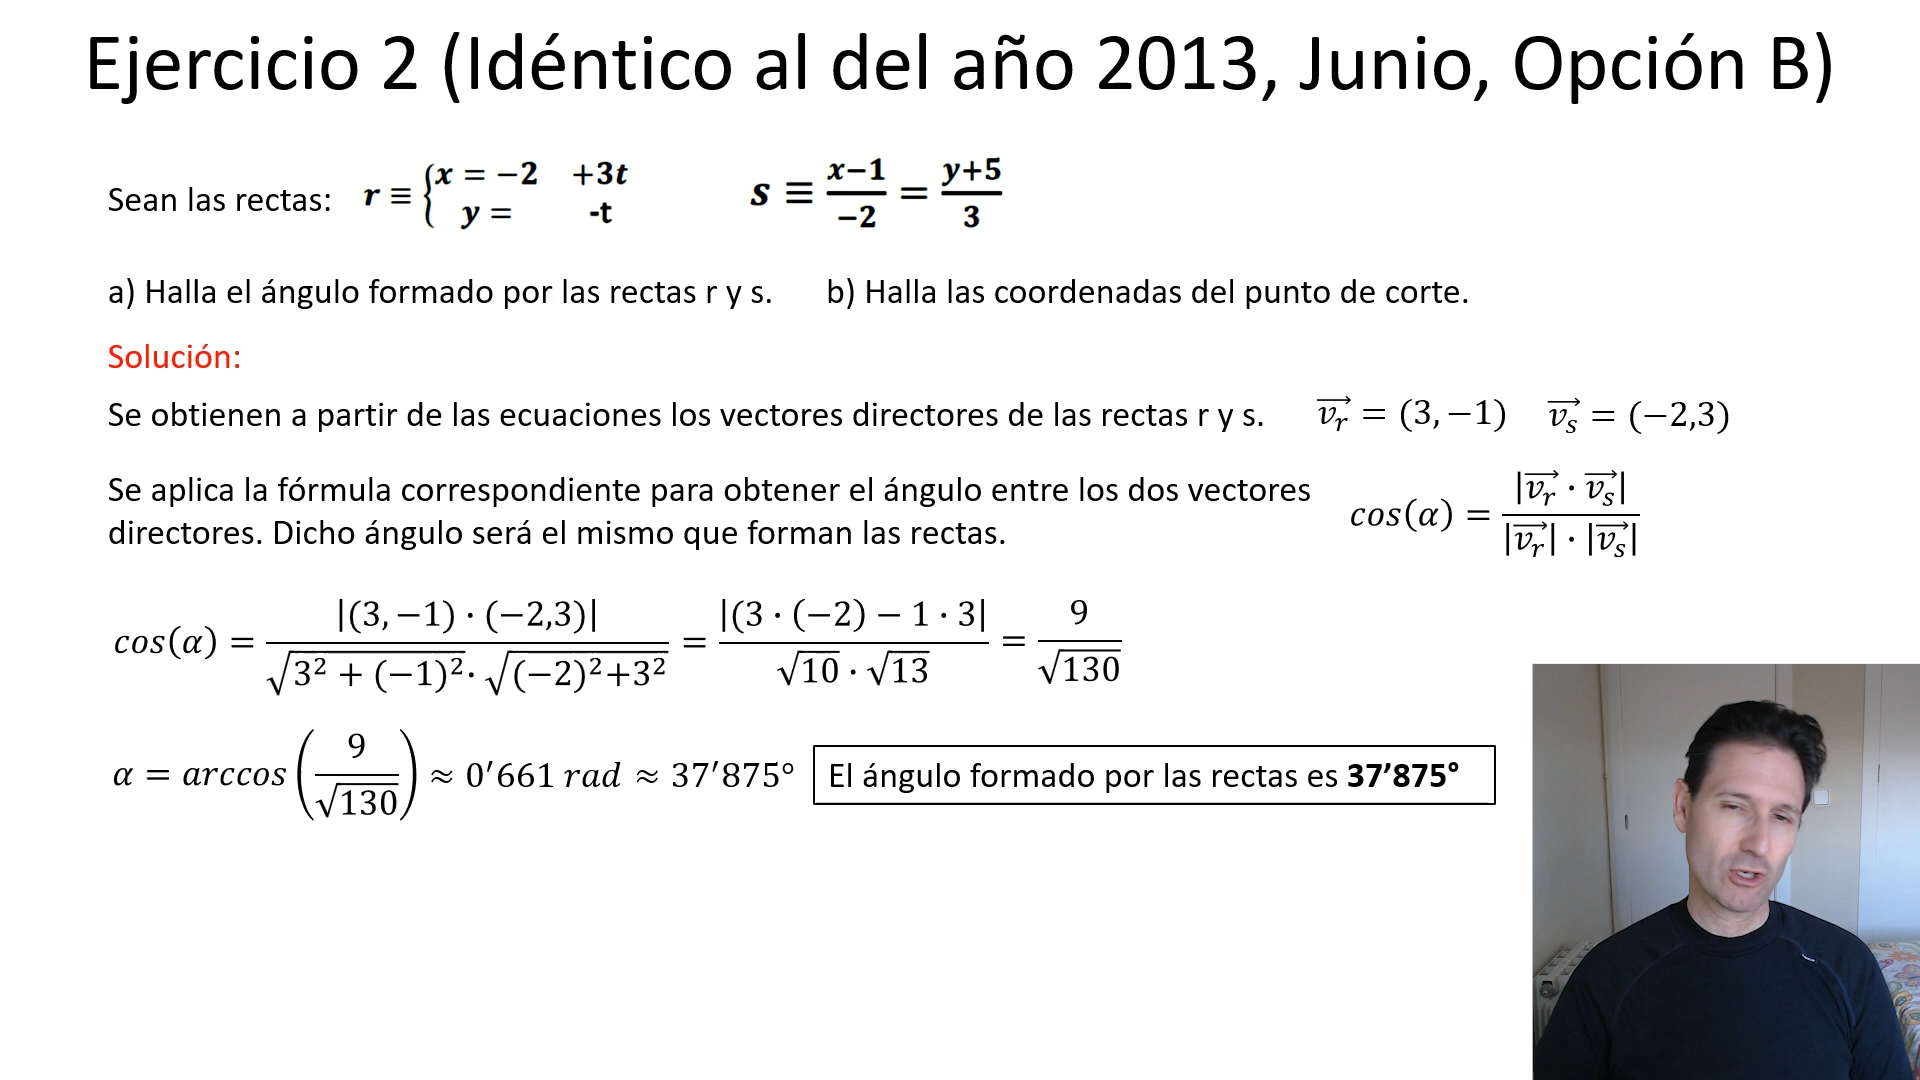 Ejercicio 2 (Idéntico al del año 2013, Junio, Opción B)
Sean las rectas: r ≡ {x = −2 +3t
y = -t
s ≡ x−1/−2 = y+5/3
a) Halla el ángulo formado por las rectas r y s. b) Halla las coordenadas del punto de corte.
Solución:
Se obtienen a partir de las ecuaciones los vectores directores de las rectas r y s. v⃗r = (3, −1) v⃗s = (−2,3)
Se aplica la fórmula correspondiente para obtener el ángulo entre los dos vectores
directores. Dicho ángulo será el mismo que forman las rectas.
cos(α) = |v⃗r · v⃗s| / |v⃗r| · |v⃗s|
cos(α) = |(3, −1) · (−2,3)| / √(3² + (−1)²) · √((−2)²+3²) = |(3 · (−2) − 1 · 3| / √10 · √13 = 9/√130
α = arccos(9/√130) ≈ 0′661 rad ≈ 37′875° El ángulo formado por las rectas es 37’875°